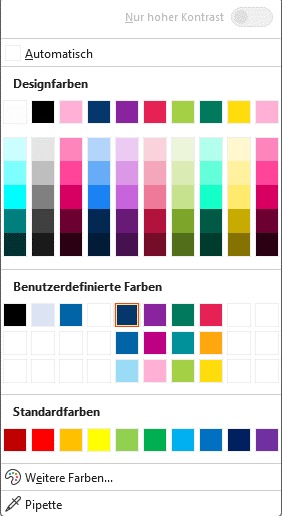 Nur hoher Kontrast
Automatisch
Designfarben
Benutzerdefinierte Farben
Standardfarben
Weitere Farben...
Pipette